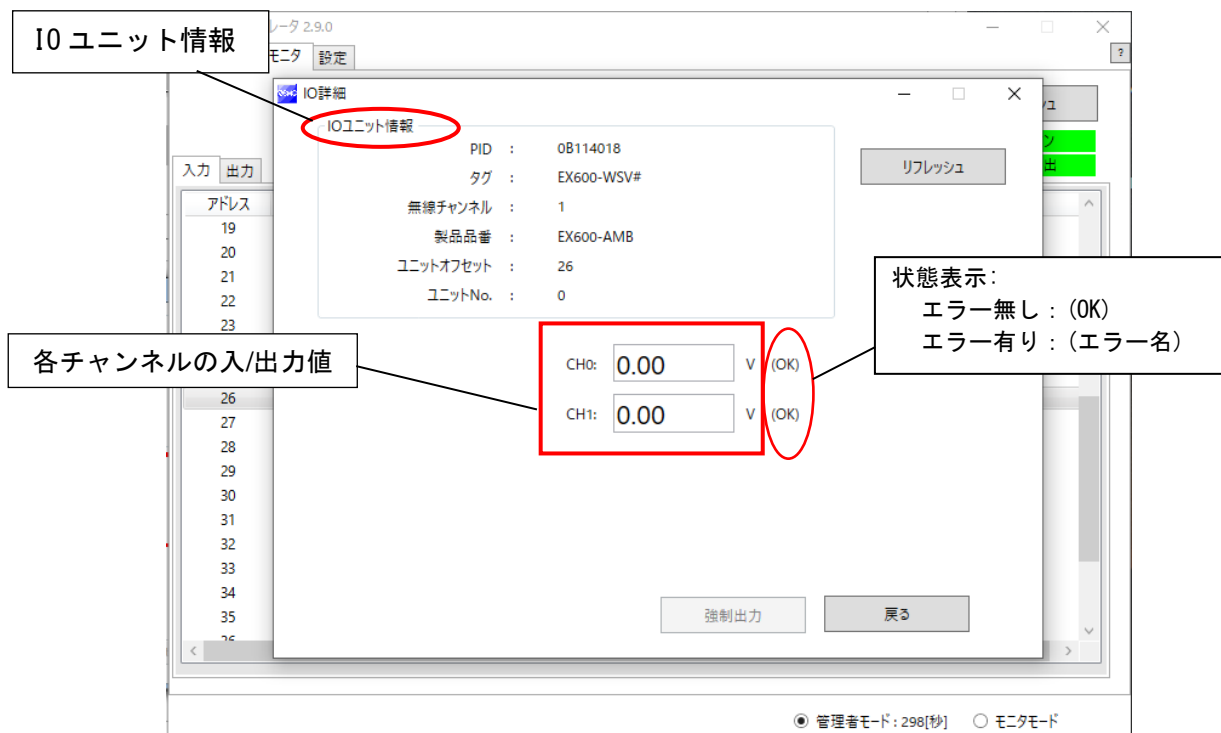 IO ユニット情報
レータ 2.9.0
モニタ 設定
?
IO詳細
IOユニット情報
PID : 0B114018
タグ : EX600-WSV#
無線チャンネル : 1
製品品番 : EX600-AMB
ユニットオフセット : 26
ユニットNo. : 0
リフレッシュ
入力 出力
アドレス
19
20
21
22
23
状態表示:
エラー無し：(OK)
エラー有り：(エラー名)
各チャンネルの入/出力値
CH0: 0.00 V (OK)
CH1: 0.00 V (OK)
26
27
28
29
30
31
32
33
34
35
強制出力 戻る
管理者モード : 298[秒] モニタモード